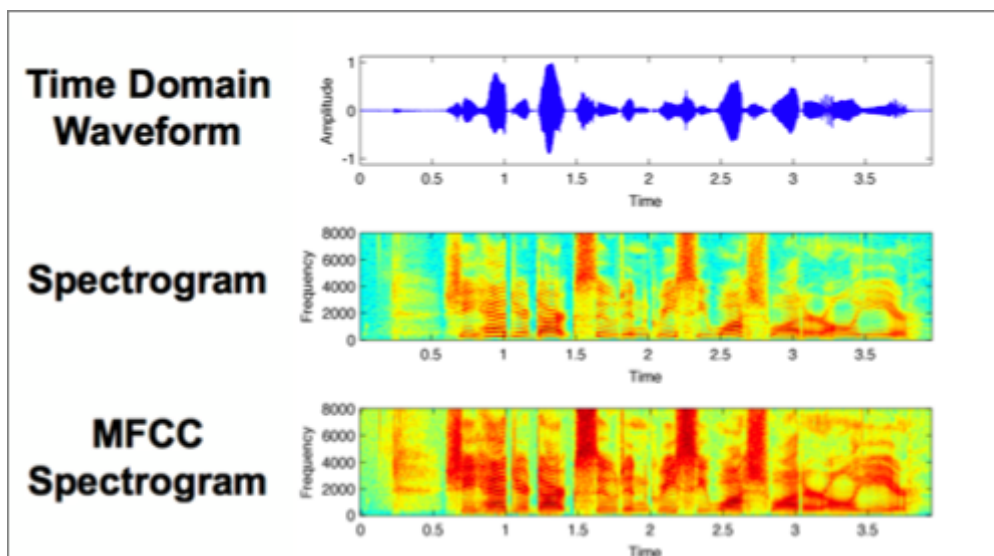 Time Domain
Waveform
Amplitude
1
0
-1
0 0.5 1 1.5 2 2.5 3 3.5
Time
Spectrogram
Frequency
8000
6000
4000
2000
0
0.5 1 1.5 2 2.5 3 3.5
Time
MFCC
Spectrogram
Frequency
8000
6000
4000
2000
0
0 0.5 1 1.5 2 2.5 3 3.5
Time